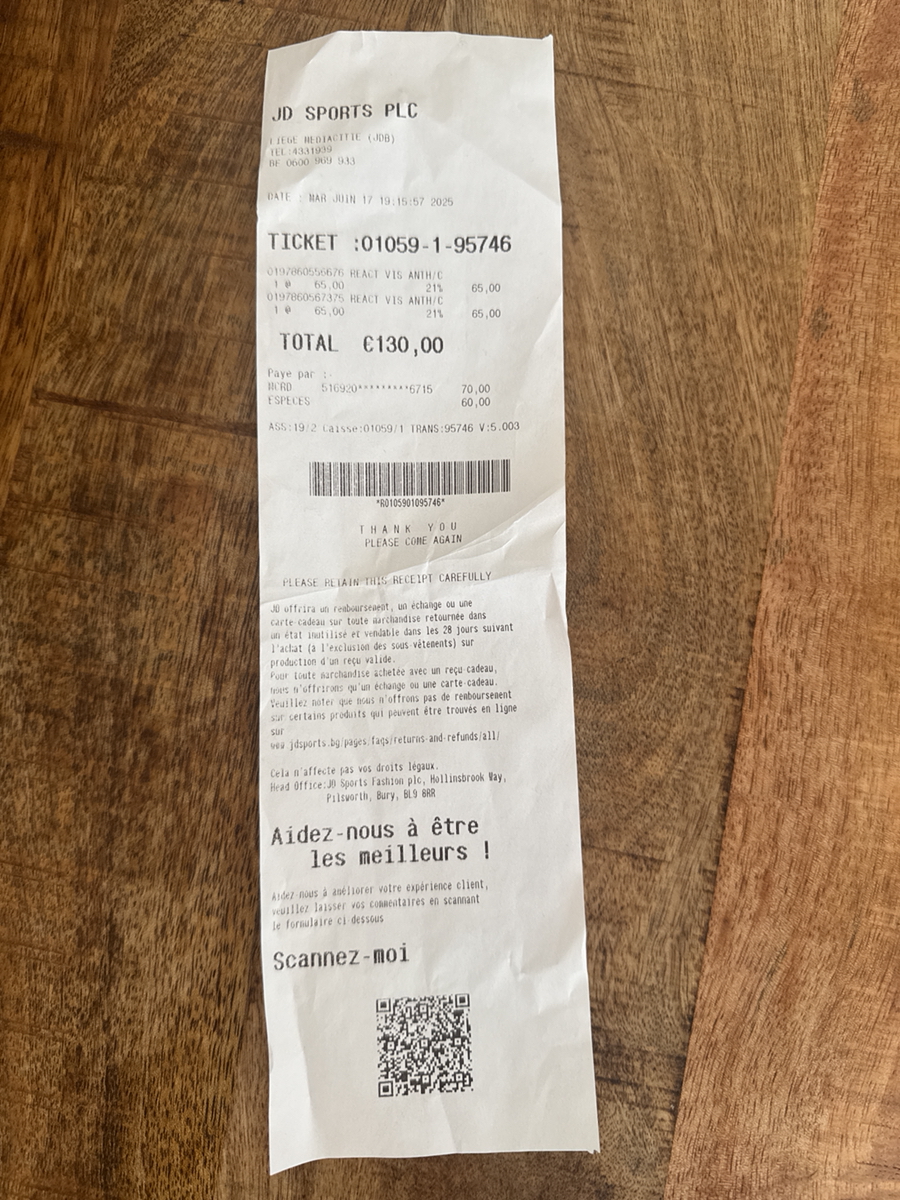 JD SPORTS PLC
LIEGE MEDIACITIE (JDB)
TEL:4331939
BE 0600 969 933
DATE : MAR JUIN 17 19:15:57 2025
TICKET :01059-1-95746
0197860556676 REACT VIS ANTH/C
1 @ 65,00 21% 65,00
0197860567375 REACT VIS ANTH/C
1 @ 65,00 21% 65,00
TOTAL €130,00
Paye par :-
MCRD 516920*********6715 70,00
ESPECES 60,00
ASS:19/2 Caisse:01059/1 TRANS:95746 V:5.003
*R0105901095746*
THANK YOU
PLEASE COME AGAIN
PLEASE RETAIN THIS RECEIPT CAREFULLY
JD offrira un remboursement, un échange ou une
carte-cadeau sur toute marchandise retournée dans
un état inutilisé et vendable dans les 28 jours suivant
l'achat (à l'exclusion des sous-vêtements) sur
production d'un reçu valide.
Pour toute marchandise achetée avec un reçu-cadeau,
nous n'offrirons qu'un échange ou une carte-cadeau.
Veuillez noter que nous n'offrons pas de remboursement
sur certains produits qui peuvent être trouvés en ligne
sur
www.jdsports.bg/pages/faqs/returns-and-refunds/all/
Cela n'affecte pas vos droits légaux.
Head Office:JD Sports Fashion plc, Hollinsbrook Way,
Pilsworth, Bury, BL9 8RR
Aidez-nous à être
les meilleurs !
Aidez-nous à améliorer votre expérience client,
veuillez laisser vos commentaires en scannant
le formulaire ci-dessous
Scannez-moi